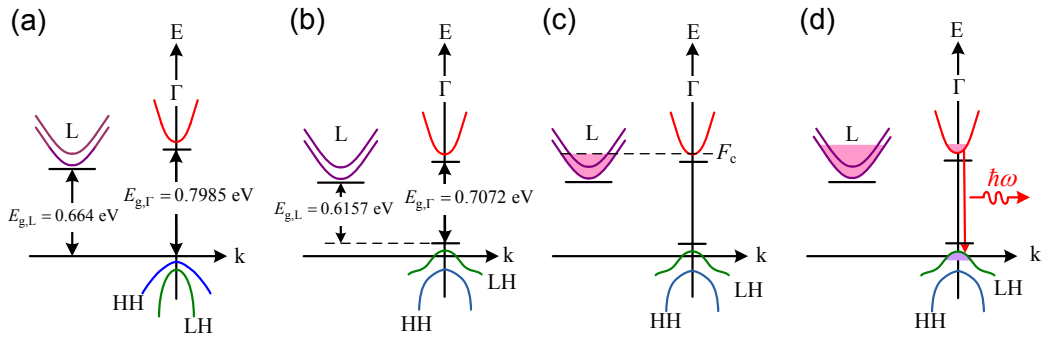 (a)
E
Γ
L
E_g,L = 0.664 eV
E_g,Γ = 0.7985 eV
k
HH
LH
(b)
E
Γ
L
E_g,L = 0.6157 eV
E_g,Γ = 0.7072 eV
k
LH
HH
(c)
E
Γ
L
F_c
k
LH
HH
(d)
E
Γ
L
ħω
k
LH
HH